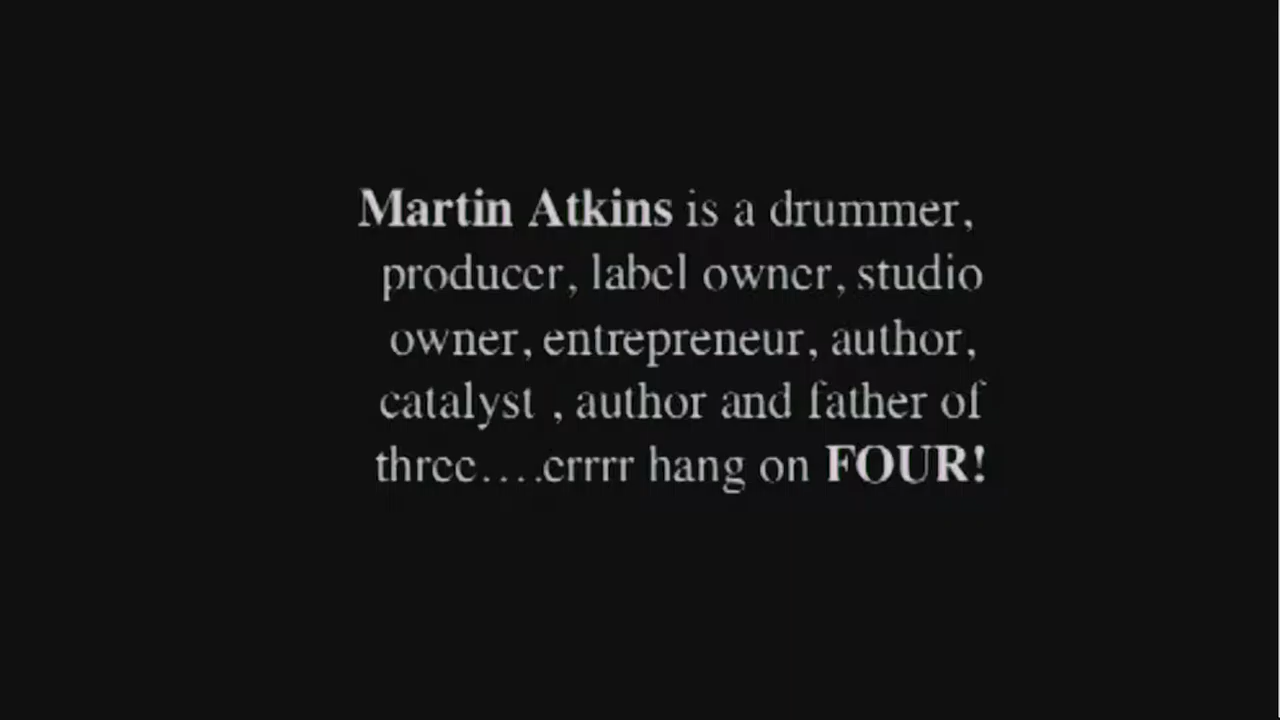 Martin Atkins is a drummer,
producer, label owner, studio
owner, entrepreneur, author,
catalyst , author and father of
three....errrr hang on FOUR!